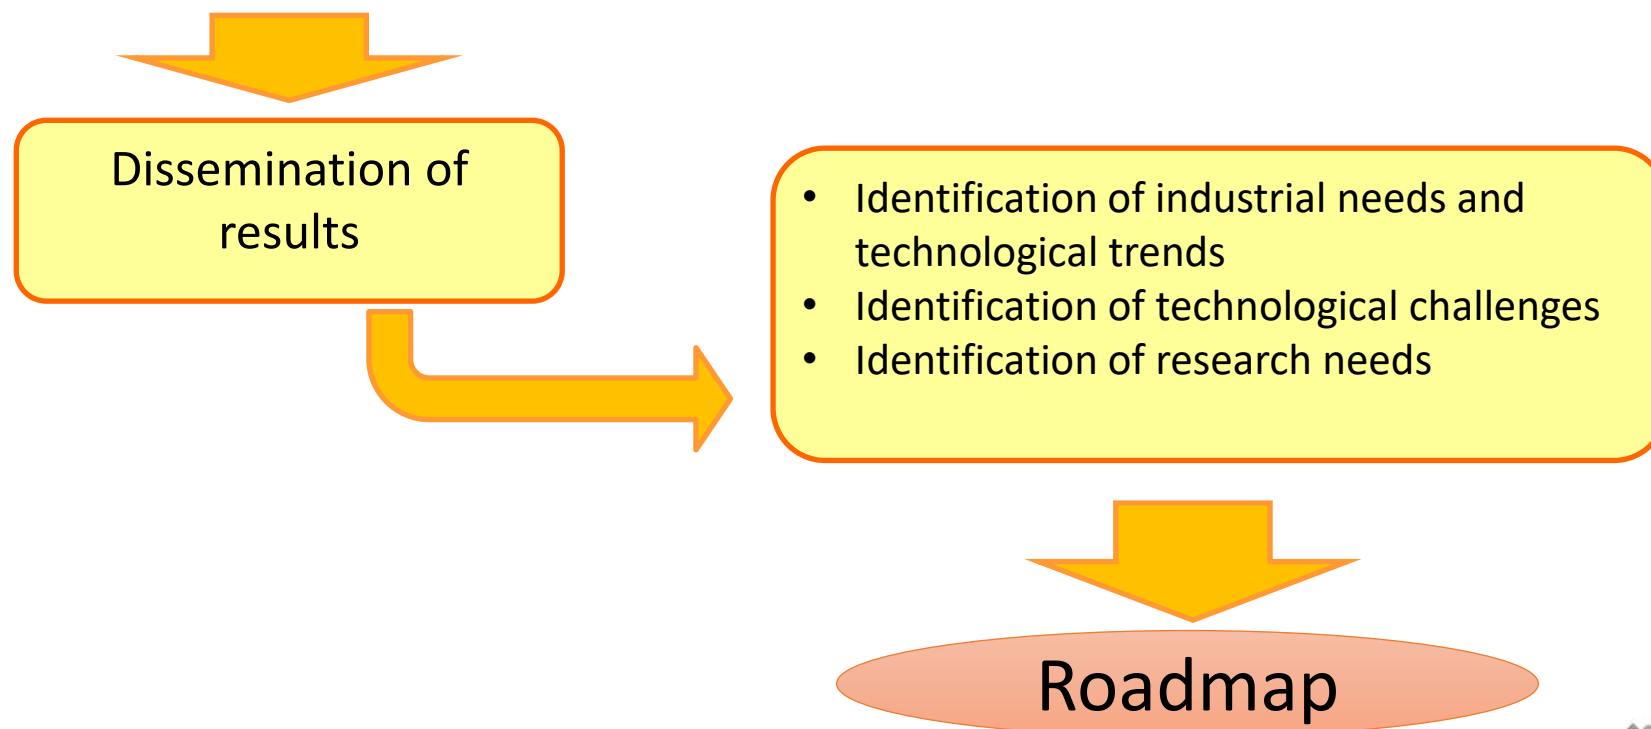 Dissemination of
results
• Identification of industrial needs and
technological trends
• Identification of technological challenges
• Identification of research needs
Roadmap